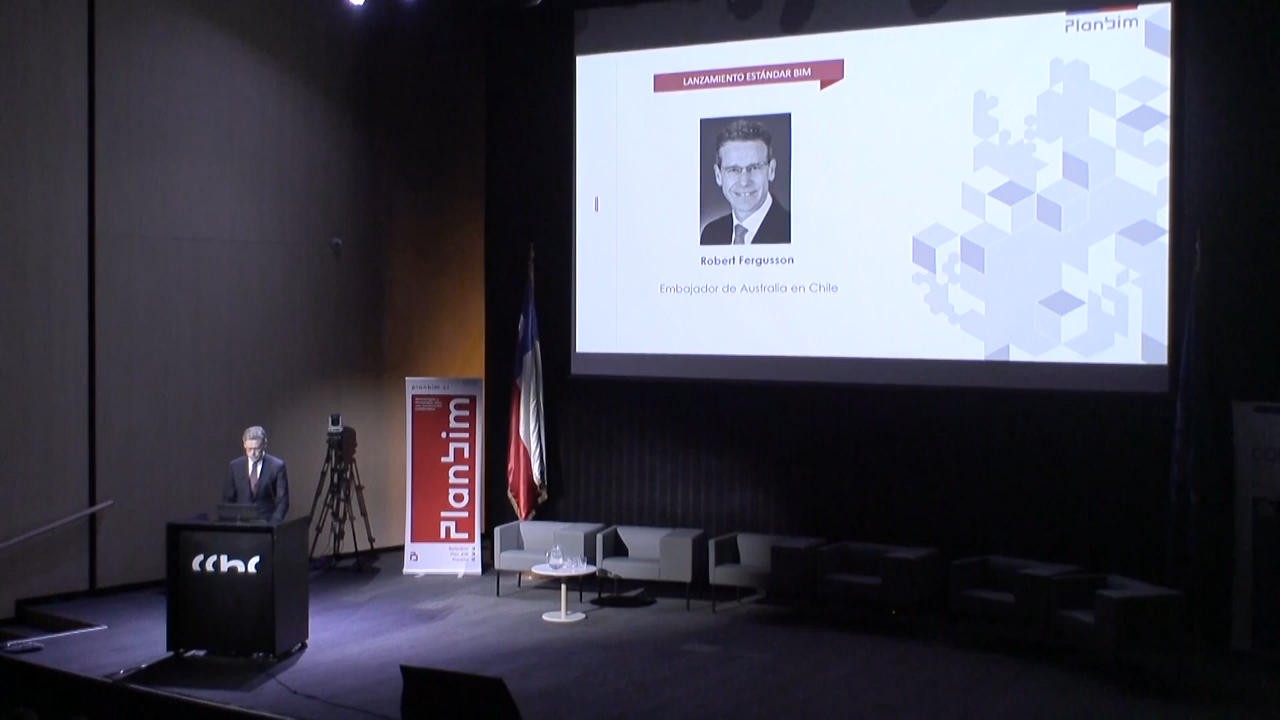 Planbim
LANZAMIENTO ESTÁNDAR BIM
Robert Fergusson
Embajador de Australia en Chile
planbim.cl
Planbim
cchc